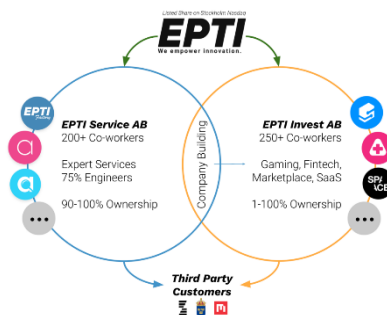 Listed Share on Stockholm Nasdaq
EPTI
We empower innovation.
EPTI
EPTI Service AB
200+ Co-workers
Expert Services
75% Engineers
90-100% Ownership
Company Building
EPTI Invest AB
250+ Co-workers
Gaming, Fintech,
Marketplace, SaaS
1-100% Ownership
SPA
ACE
Third Party
Customers